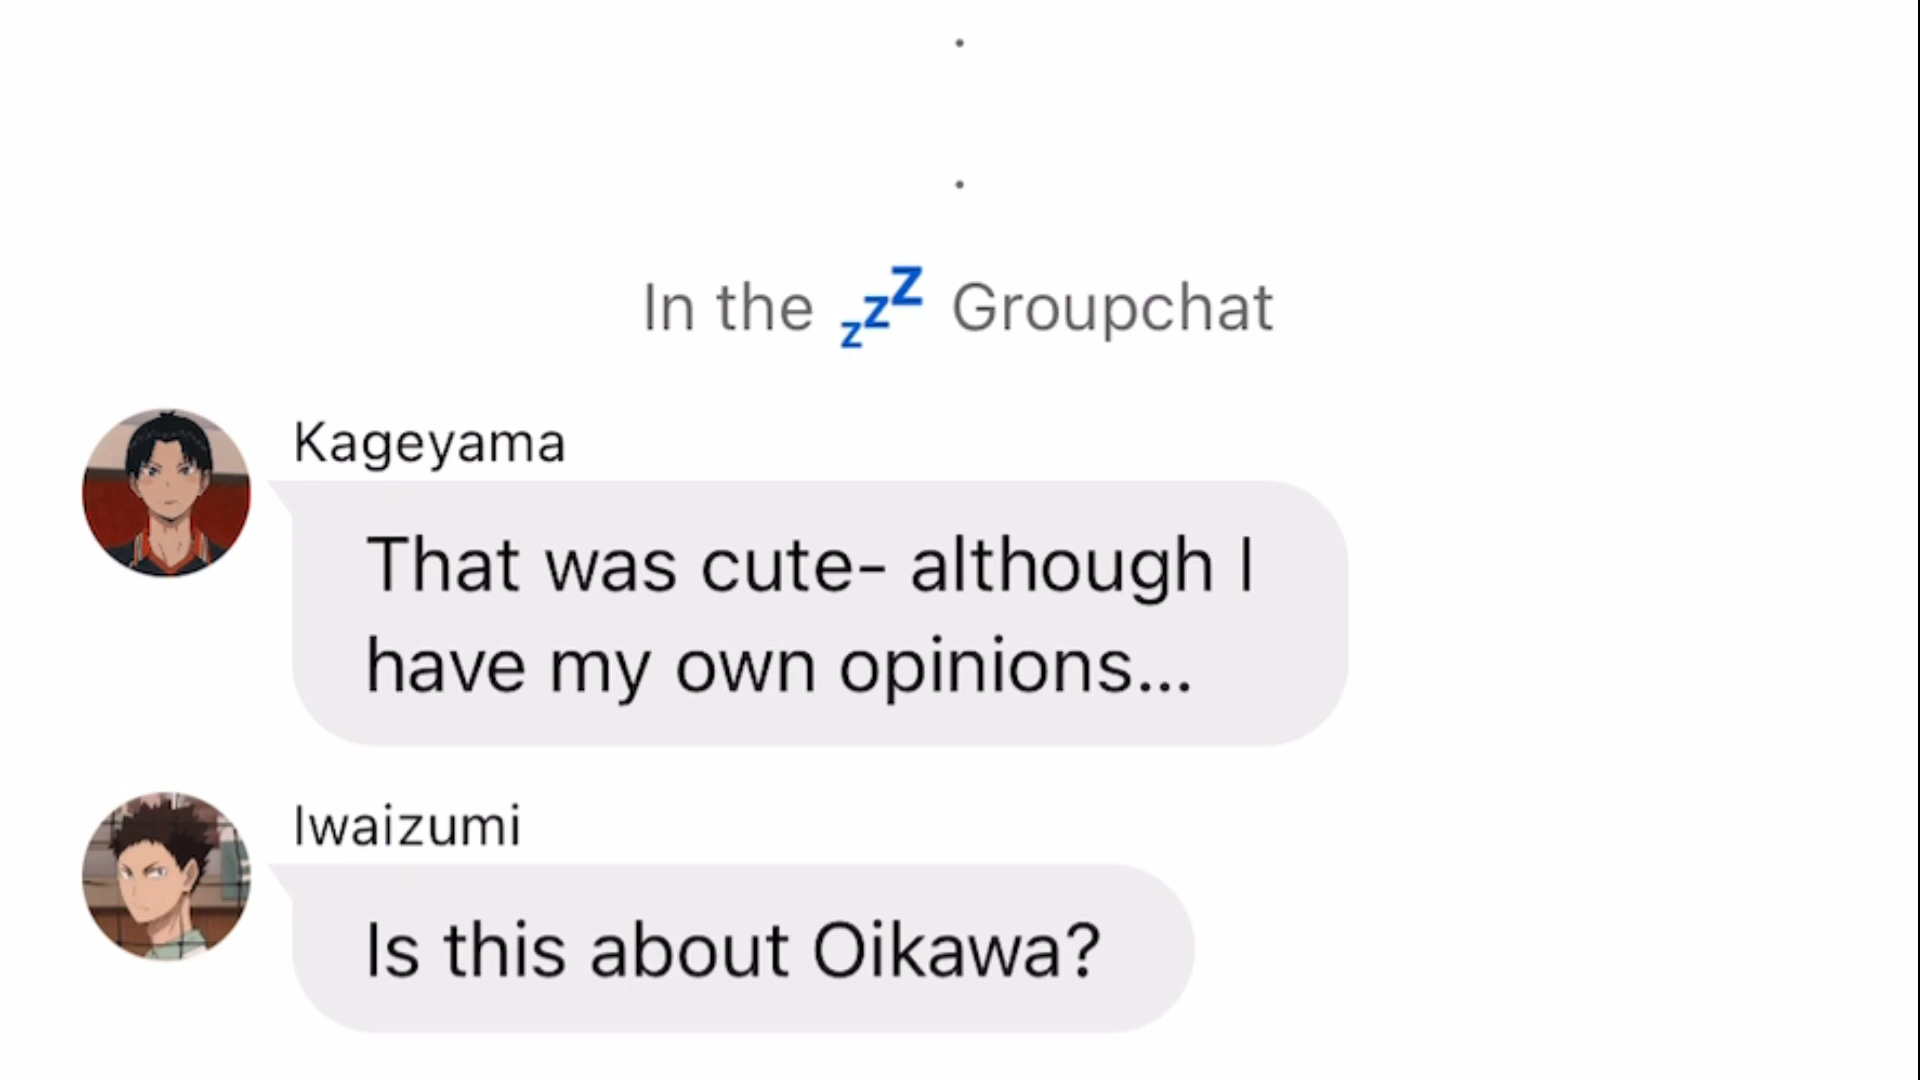 .
.
In the 💤 Groupchat
Kageyama
That was cute- although I
have my own opinions...
Iwaizumi
Is this about Oikawa?